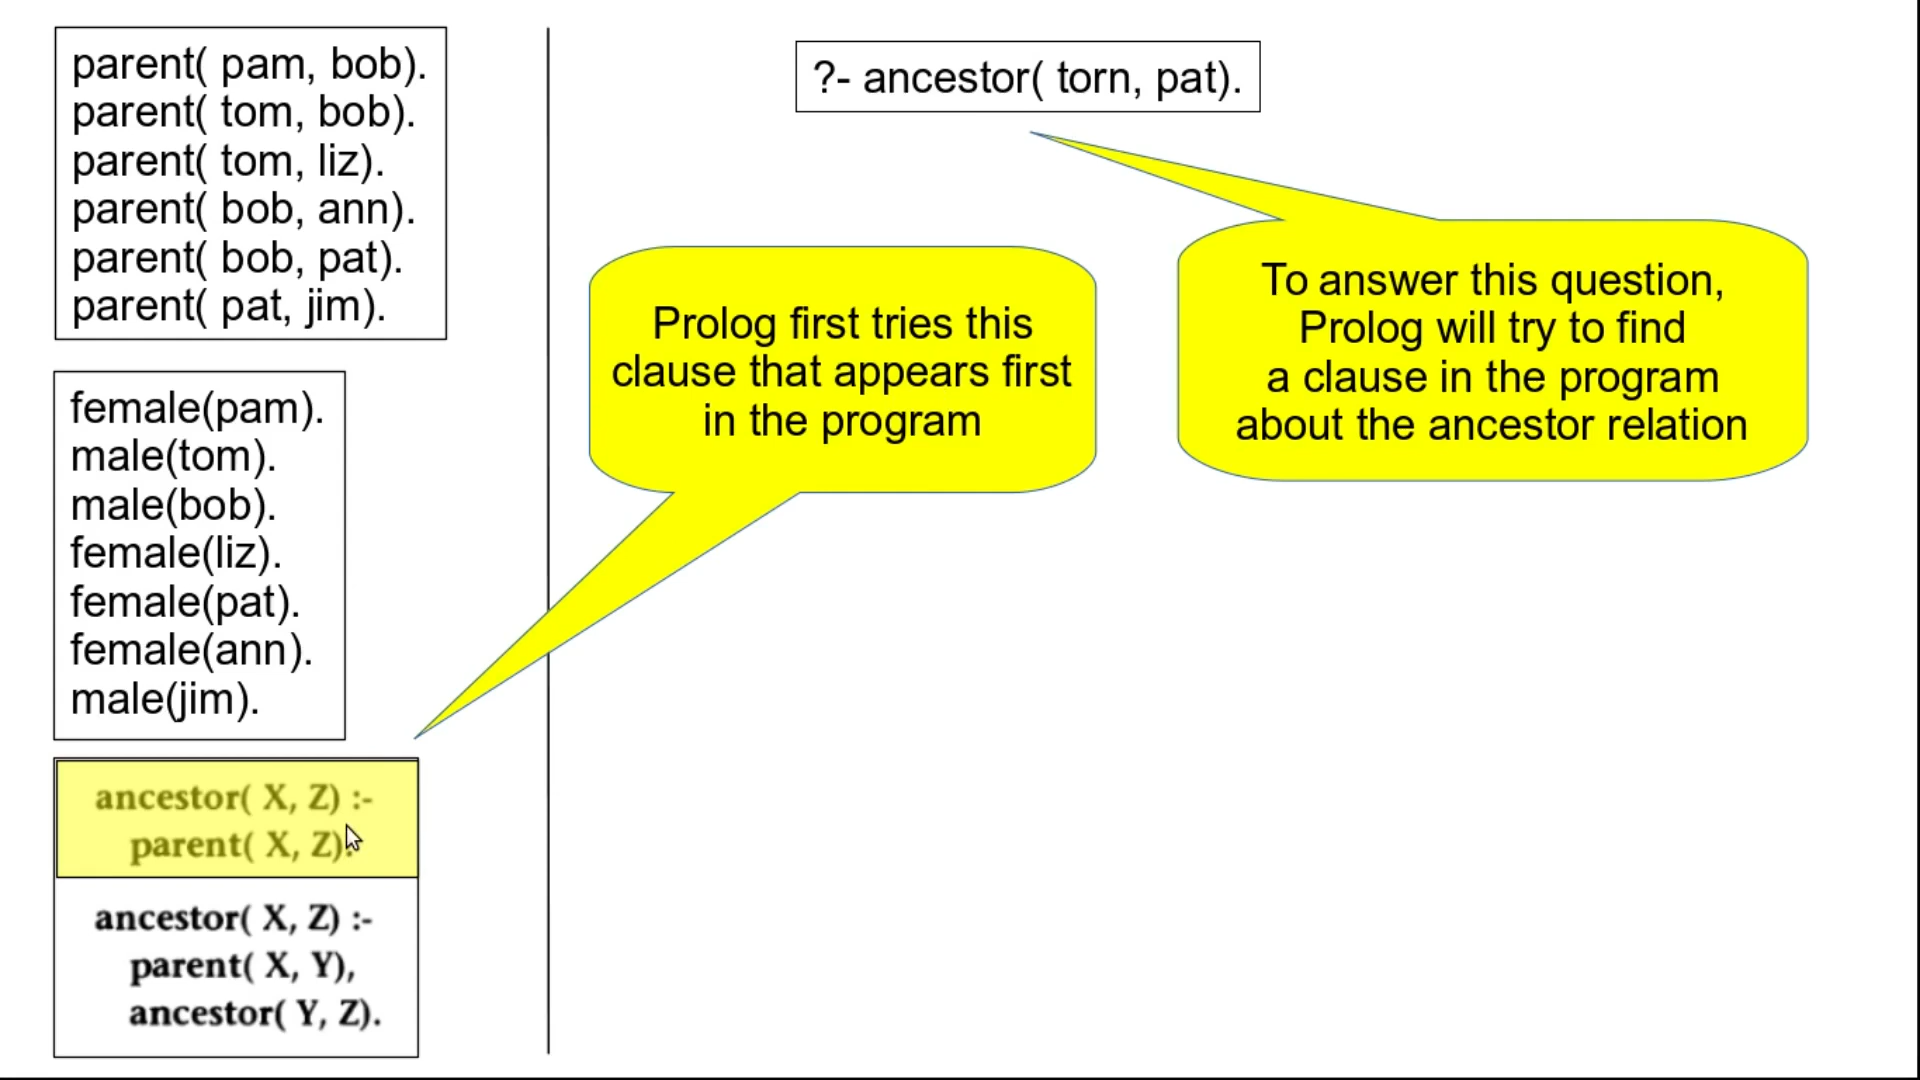 parent( pam, bob).
parent( tom, bob).
parent( tom, liz).
parent( bob, ann).
parent( bob, pat).
parent( pat, jim).
female(pam).
male(tom).
male(bob).
female(liz).
female(pat).
female(ann).
male(jim).
ancestor( X, Z) :-
parent( X, Z).
ancestor( X, Z) :-
parent( X, Y),
ancestor( Y, Z).
?- ancestor( torn, pat).
Prolog first tries this
clause that appears first
in the program
To answer this question,
Prolog will try to find
a clause in the program
about the ancestor relation